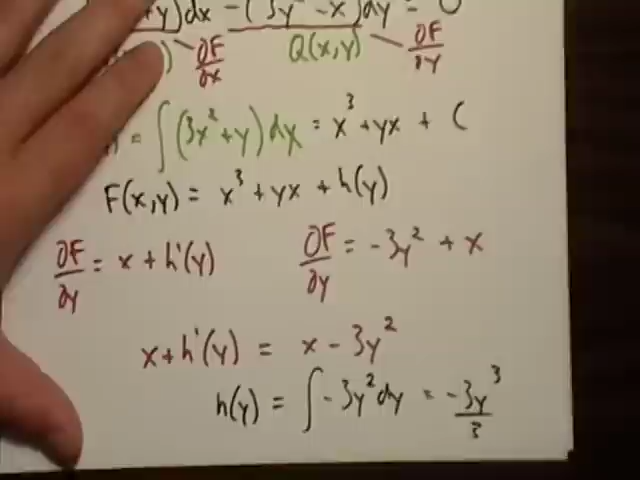 +y)dx - (3y² - x)dy = 0
) ∂F/∂x Q(x,y) ∂F/∂y
= ∫(3x² + y)dx = x³ + yx + C
F(x,y) = x³ + yx + h(y)
∂F/∂y = x + h'(y) ∂F/∂y = -3y² + x
x + h'(y) = x - 3y²
h(y) = ∫-3y²dy = -3y³/3